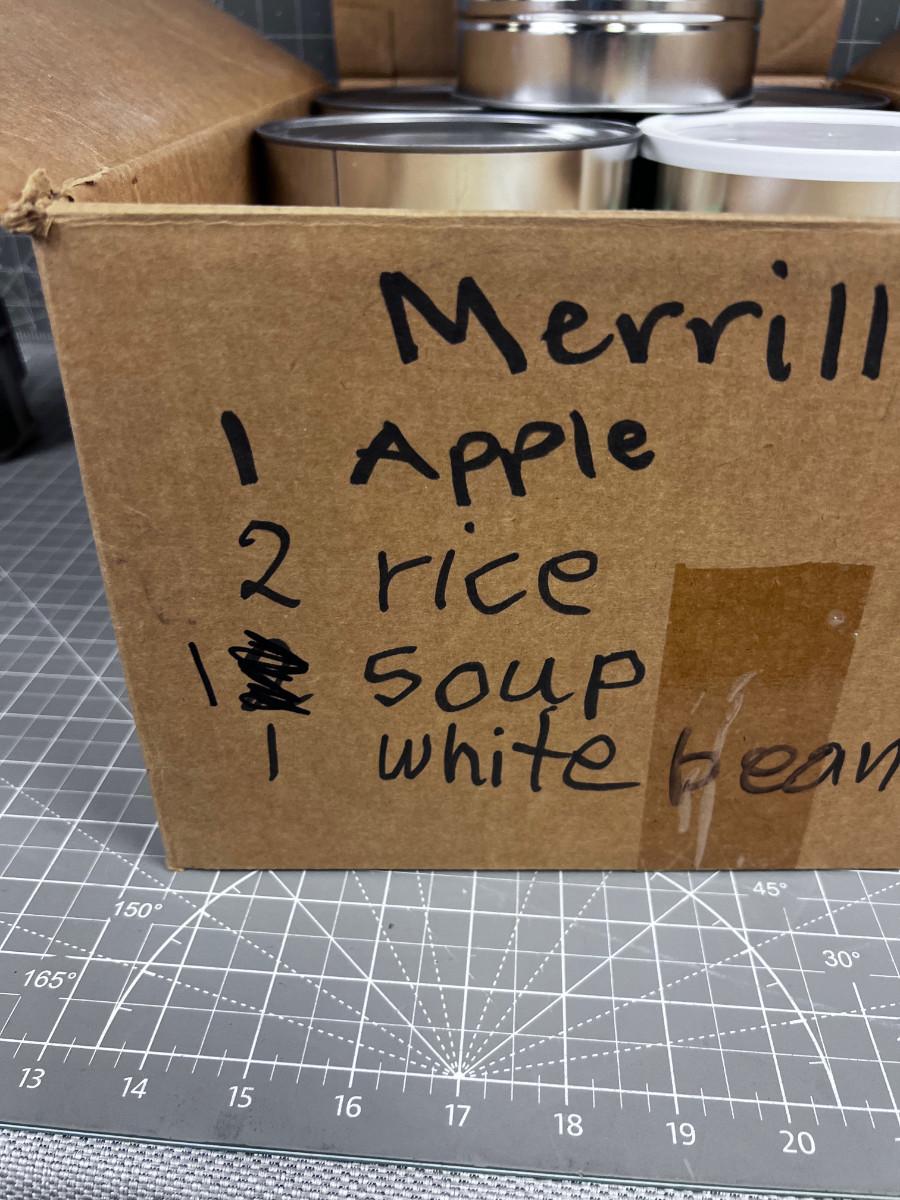 Merrill
1 Apple
2 rice
1 soup
1 white bean
150° 45°
165° 30°
13 14 15 16 17 18 19 20